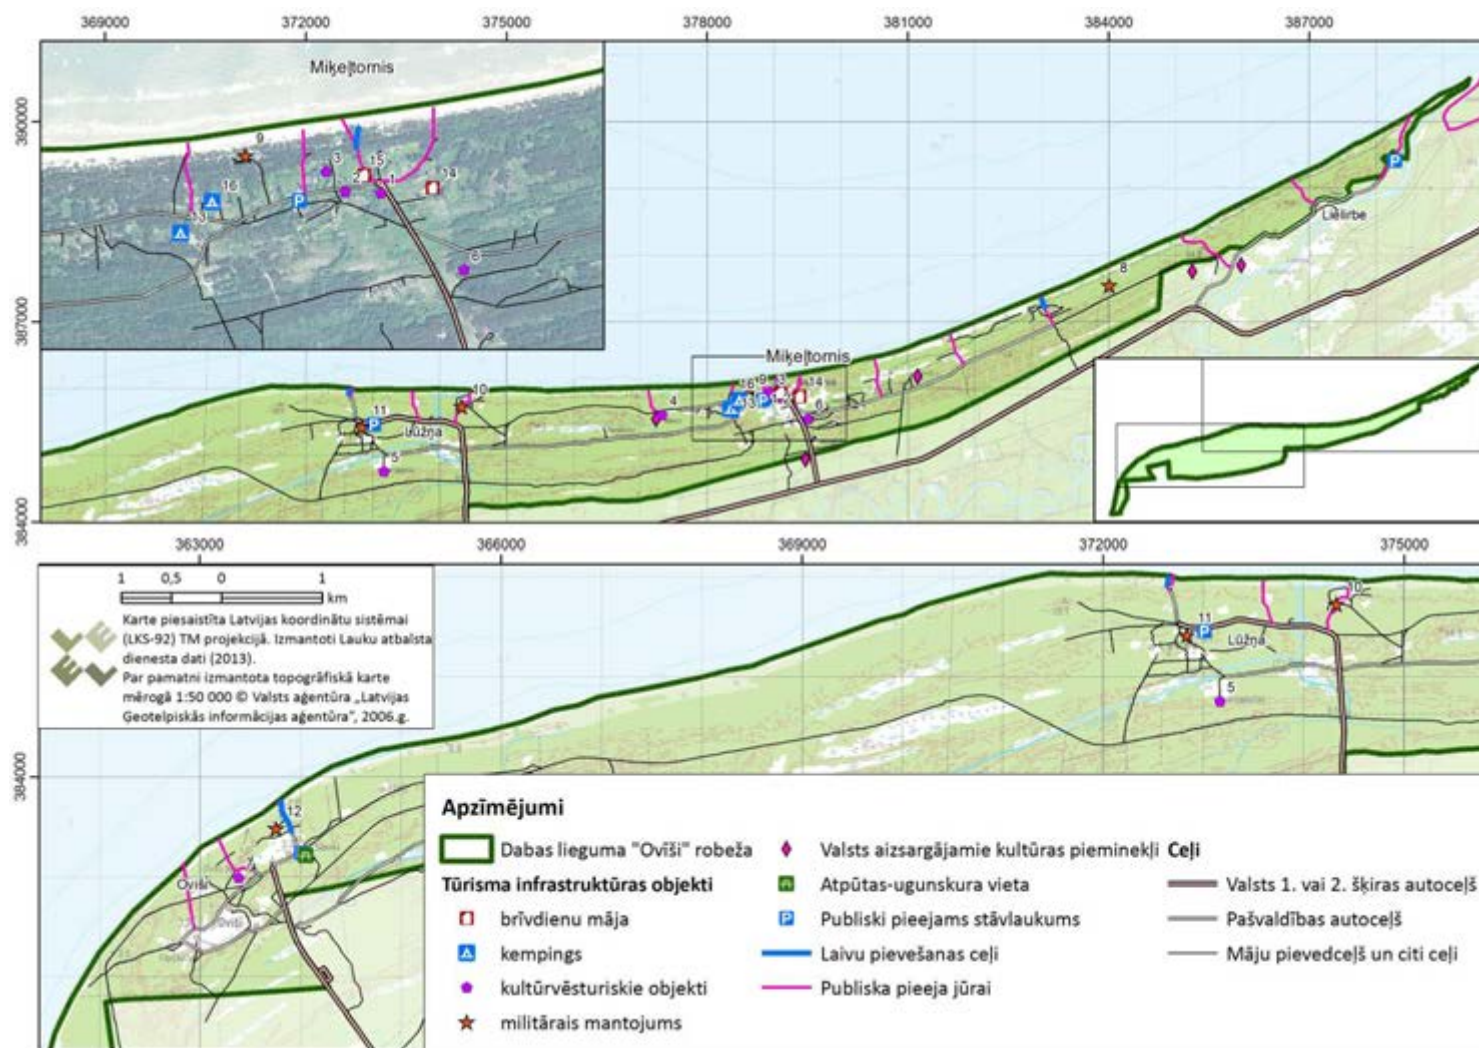 369000 372000 375000 378000 381000 384000 387000
390000
387000
384000
Miķeļtornis
9
3
15
2
1
14
16
13
6
8
Lielirbe
Miķeļtornis
16
9
3
14
13
1
2
6
4
10
11
Lūžņa
5
363000 366000 369000 372000 375000
384000
1 0,5 0 1
km
Karte piesaistīta Latvijas koordinātu sistēmai
(LKS-92) TM projekcijā. Izmantoti Lauku atbalsta
dienesta dati (2013).
Par pamatni izmantota topogrāfiskā karte
mērogā 1:50 000 © Valsts aģentūra „Latvijas
Ģeotelpiskās informācijas aģentūra", 2006.g.
10
11
Lūžņa
5
12
7
Ovīši
Apzīmējumi
Dabas lieguma "Ovīši" robeža
Tūrisma infrastruktūras objekti
brīvdienu māja
kempings
kultūrvēsturiskie objekti
militārais mantojums
Valsts aizsargājamie kultūras pieminekļi
Atpūtas-ugunskura vieta
Publiski pieejams stāvlaukums
Laivu pievešanas ceļi
Publiska pieeja jūrai
Ceļi
Valsts 1. vai 2. šķiras autoceļš
Pašvaldības autoceļš
Māju pievedceļš un citi ceļi